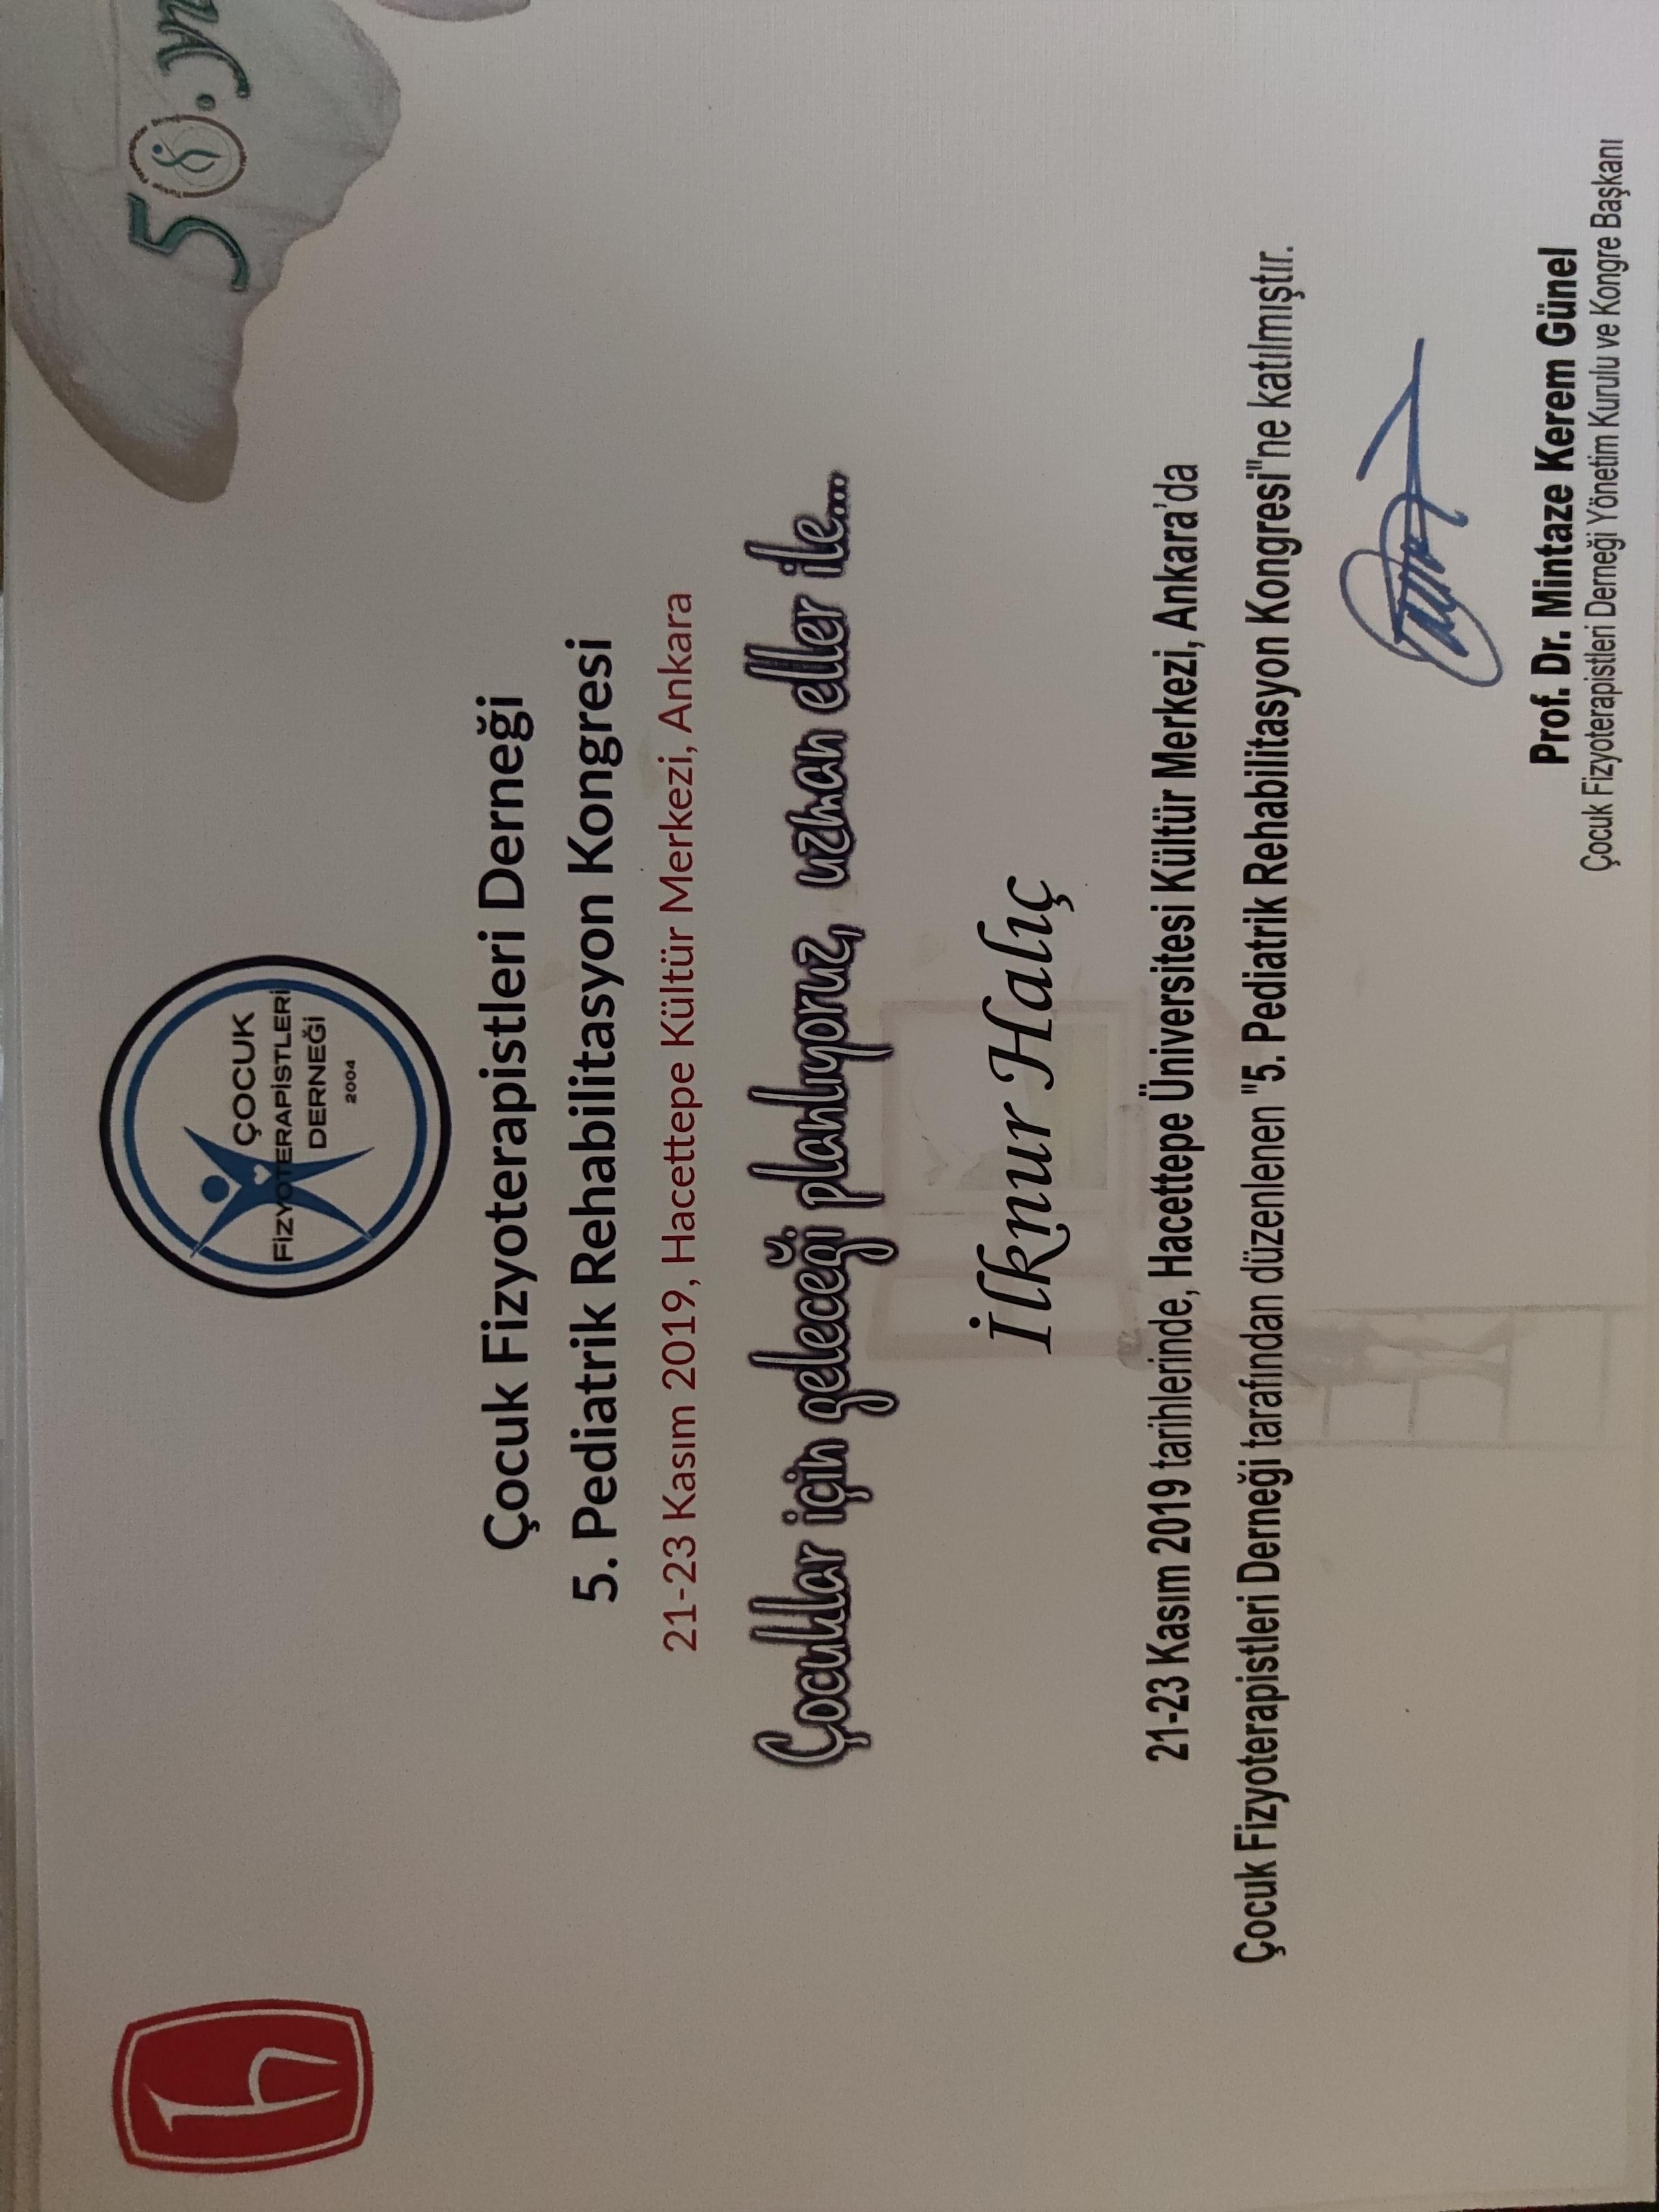 50. yı
ÇOCUK
FİZYOTERAPİSTLERİ
DERNEĞİ
2004
Çocuk Fizyoterapistleri Derneği
5. Pediatrik Rehabilitasyon Kongresi
21-23 Kasım 2019, Hacettepe Kültür Merkezi, Ankara
Çocuklar için geleceği planlıyoruz, uzman eller ile...
İlknur Halıç
21-23 Kasım 2019 tarihlerinde, Hacettepe Üniversitesi Kültür Merkezi, Ankara'da
Çocuk Fizyoterapistleri Derneği tarafından düzenlenen "5. Pediatrik Rehabilitasyon Kongresi"ne katılmıştır.
Prof. Dr. Mintaze Kerem Günel
Çocuk Fizyoterapistleri Derneği Yönetim Kurulu ve Kongre Başkanı